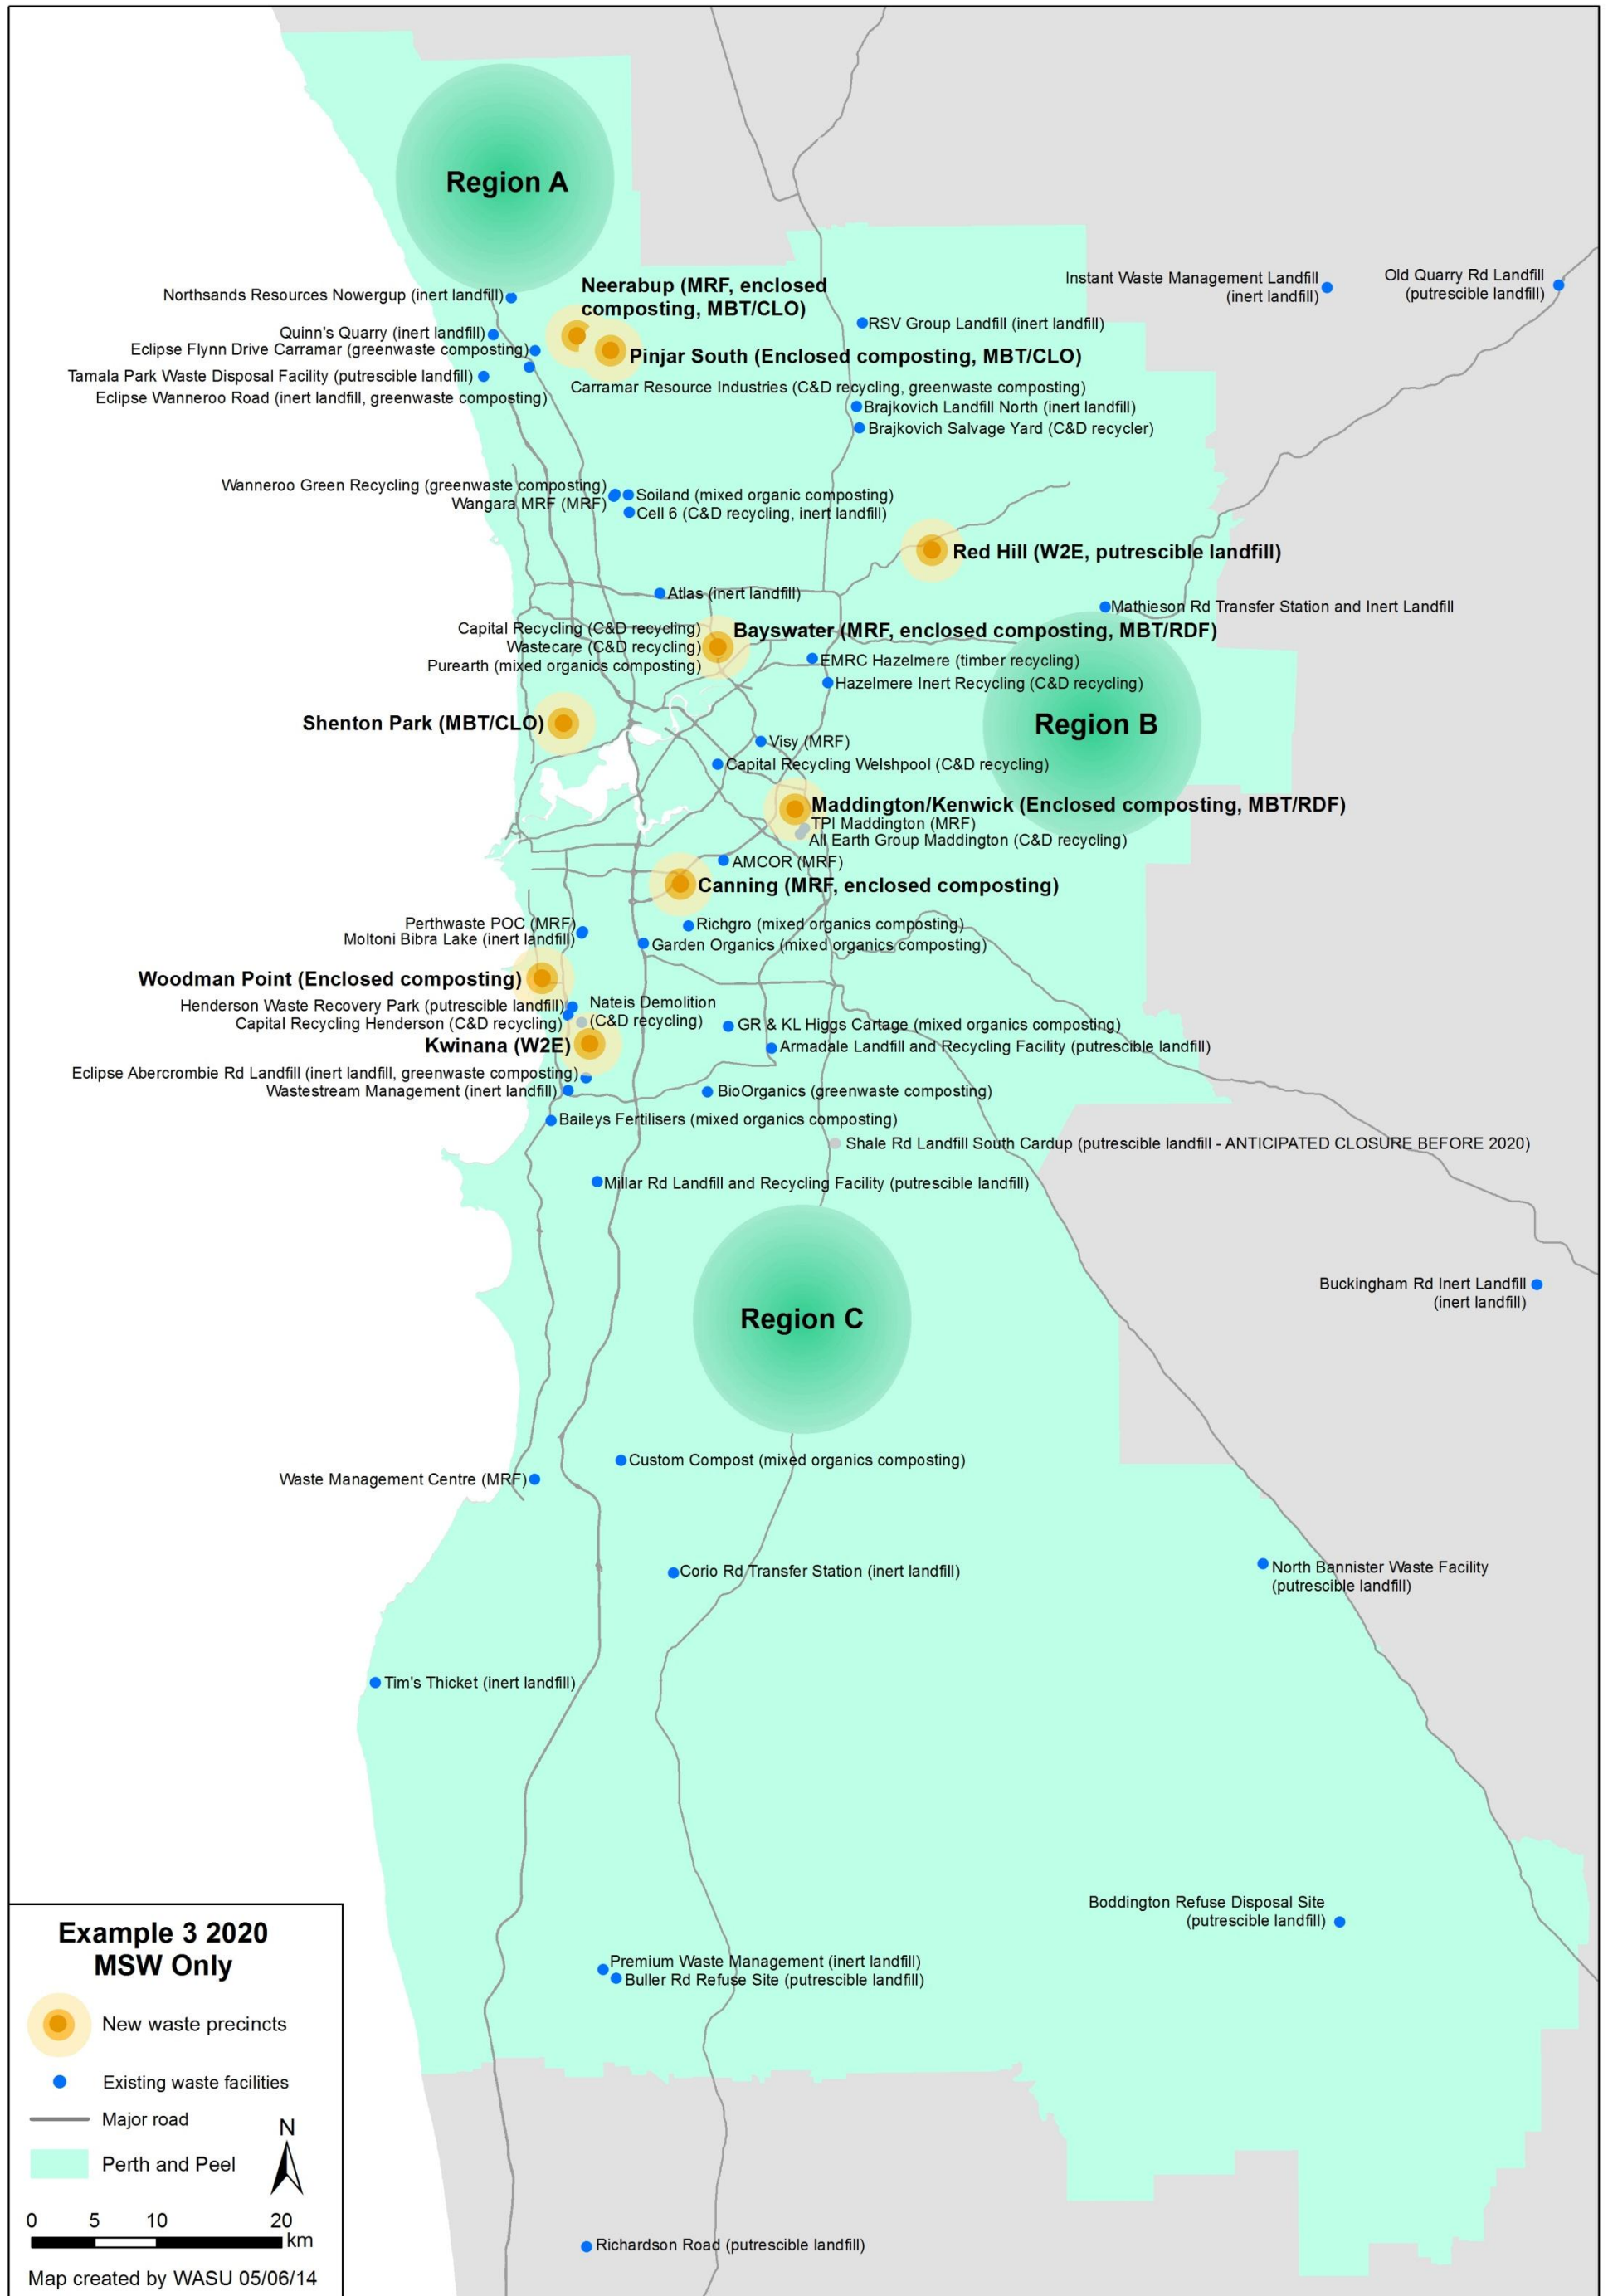 Region A
Neerabup (MRF, enclosed
composting, MBT/CLO)
Northsands Resources Nowergup (inert landfill)
Instant Waste Management Landfill
(inert landfill)
Old Quarry Rd Landfill
(putrescible landfill)
RSV Group Landfill (inert landfill)
Quinn's Quarry (inert landfill)
Eclipse Flynn Drive Carramar (greenwaste composting)
Pinjar South (Enclosed composting, MBT/CLO)
Tamala Park Waste Disposal Facility (putrescible landfill)
Carramar Resource Industries (C&D recycling, greenwaste composting)
Eclipse Wanneroo Road (inert landfill, greenwaste composting)
Brajkovich Landfill North (inert landfill)
Brajkovich Salvage Yard (C&D recycler)
Wanneroo Green Recycling (greenwaste composting)
Soiland (mixed organic composting)
Wangara MRF (MRF)
Cell 6 (C&D recycling, inert landfill)
Red Hill (W2E, putrescible landfill)
Atlas (inert landfill)
Mathieson Rd Transfer Station and Inert Landfill
Capital Recycling (C&D recycling)
Bayswater (MRF, enclosed composting, MBT/RDF)
Wastecare (C&D recycling)
Purearth (mixed organics composting)
EMRC Hazelmere (timber recycling)
Hazelmere Inert Recycling (C&D recycling)
Shenton Park (MBT/CLO)
Region B
Visy (MRF)
Capital Recycling Welshpool (C&D recycling)
Maddington/Kenwick (Enclosed composting, MBT/RDF)
TPI Maddington (MRF)
All Earth Group Maddington (C&D recycling)
AMCOR (MRF)
Canning (MRF, enclosed composting)
Perthwaste POC (MRF)
Richgro (mixed organics composting)
Moltoni Bibra Lake (inert landfill)
Garden Organics (mixed organics composting)
Woodman Point (Enclosed composting)
Henderson Waste Recovery Park (putrescible landfill)
Nateis Demolition
(C&D recycling)
Capital Recycling Henderson (C&D recycling)
GR & KL Higgs Cartage (mixed organics composting)
Kwinana (W2E)
Armadale Landfill and Recycling Facility (putrescible landfill)
Eclipse Abercrombie Rd Landfill (inert landfill, greenwaste composting)
Wastestream Management (inert landfill)
BioOrganics (greenwaste composting)
Baileys Fertilisers (mixed organics composting)
Shale Rd Landfill South Cardup (putrescible landfill - ANTICIPATED CLOSURE BEFORE 2020)
Millar Rd Landfill and Recycling Facility (putrescible landfill)
Region C
Buckingham Rd Inert Landfill
(inert landfill)
Custom Compost (mixed organics composting)
Waste Management Centre (MRF)
Corio Rd Transfer Station (inert landfill)
North Bannister Waste Facility
(putrescible landfill)
Tim's Thicket (inert landfill)
Boddington Refuse Disposal Site
(putrescible landfill)
Premium Waste Management (inert landfill)
Buller Rd Refuse Site (putrescible landfill)
Richardson Road (putrescible landfill)
Example 3 2020
MSW Only
New waste precincts
Existing waste facilities
Major road
N
Perth and Peel
0 5 10 20
km
Map created by WASU 05/06/14